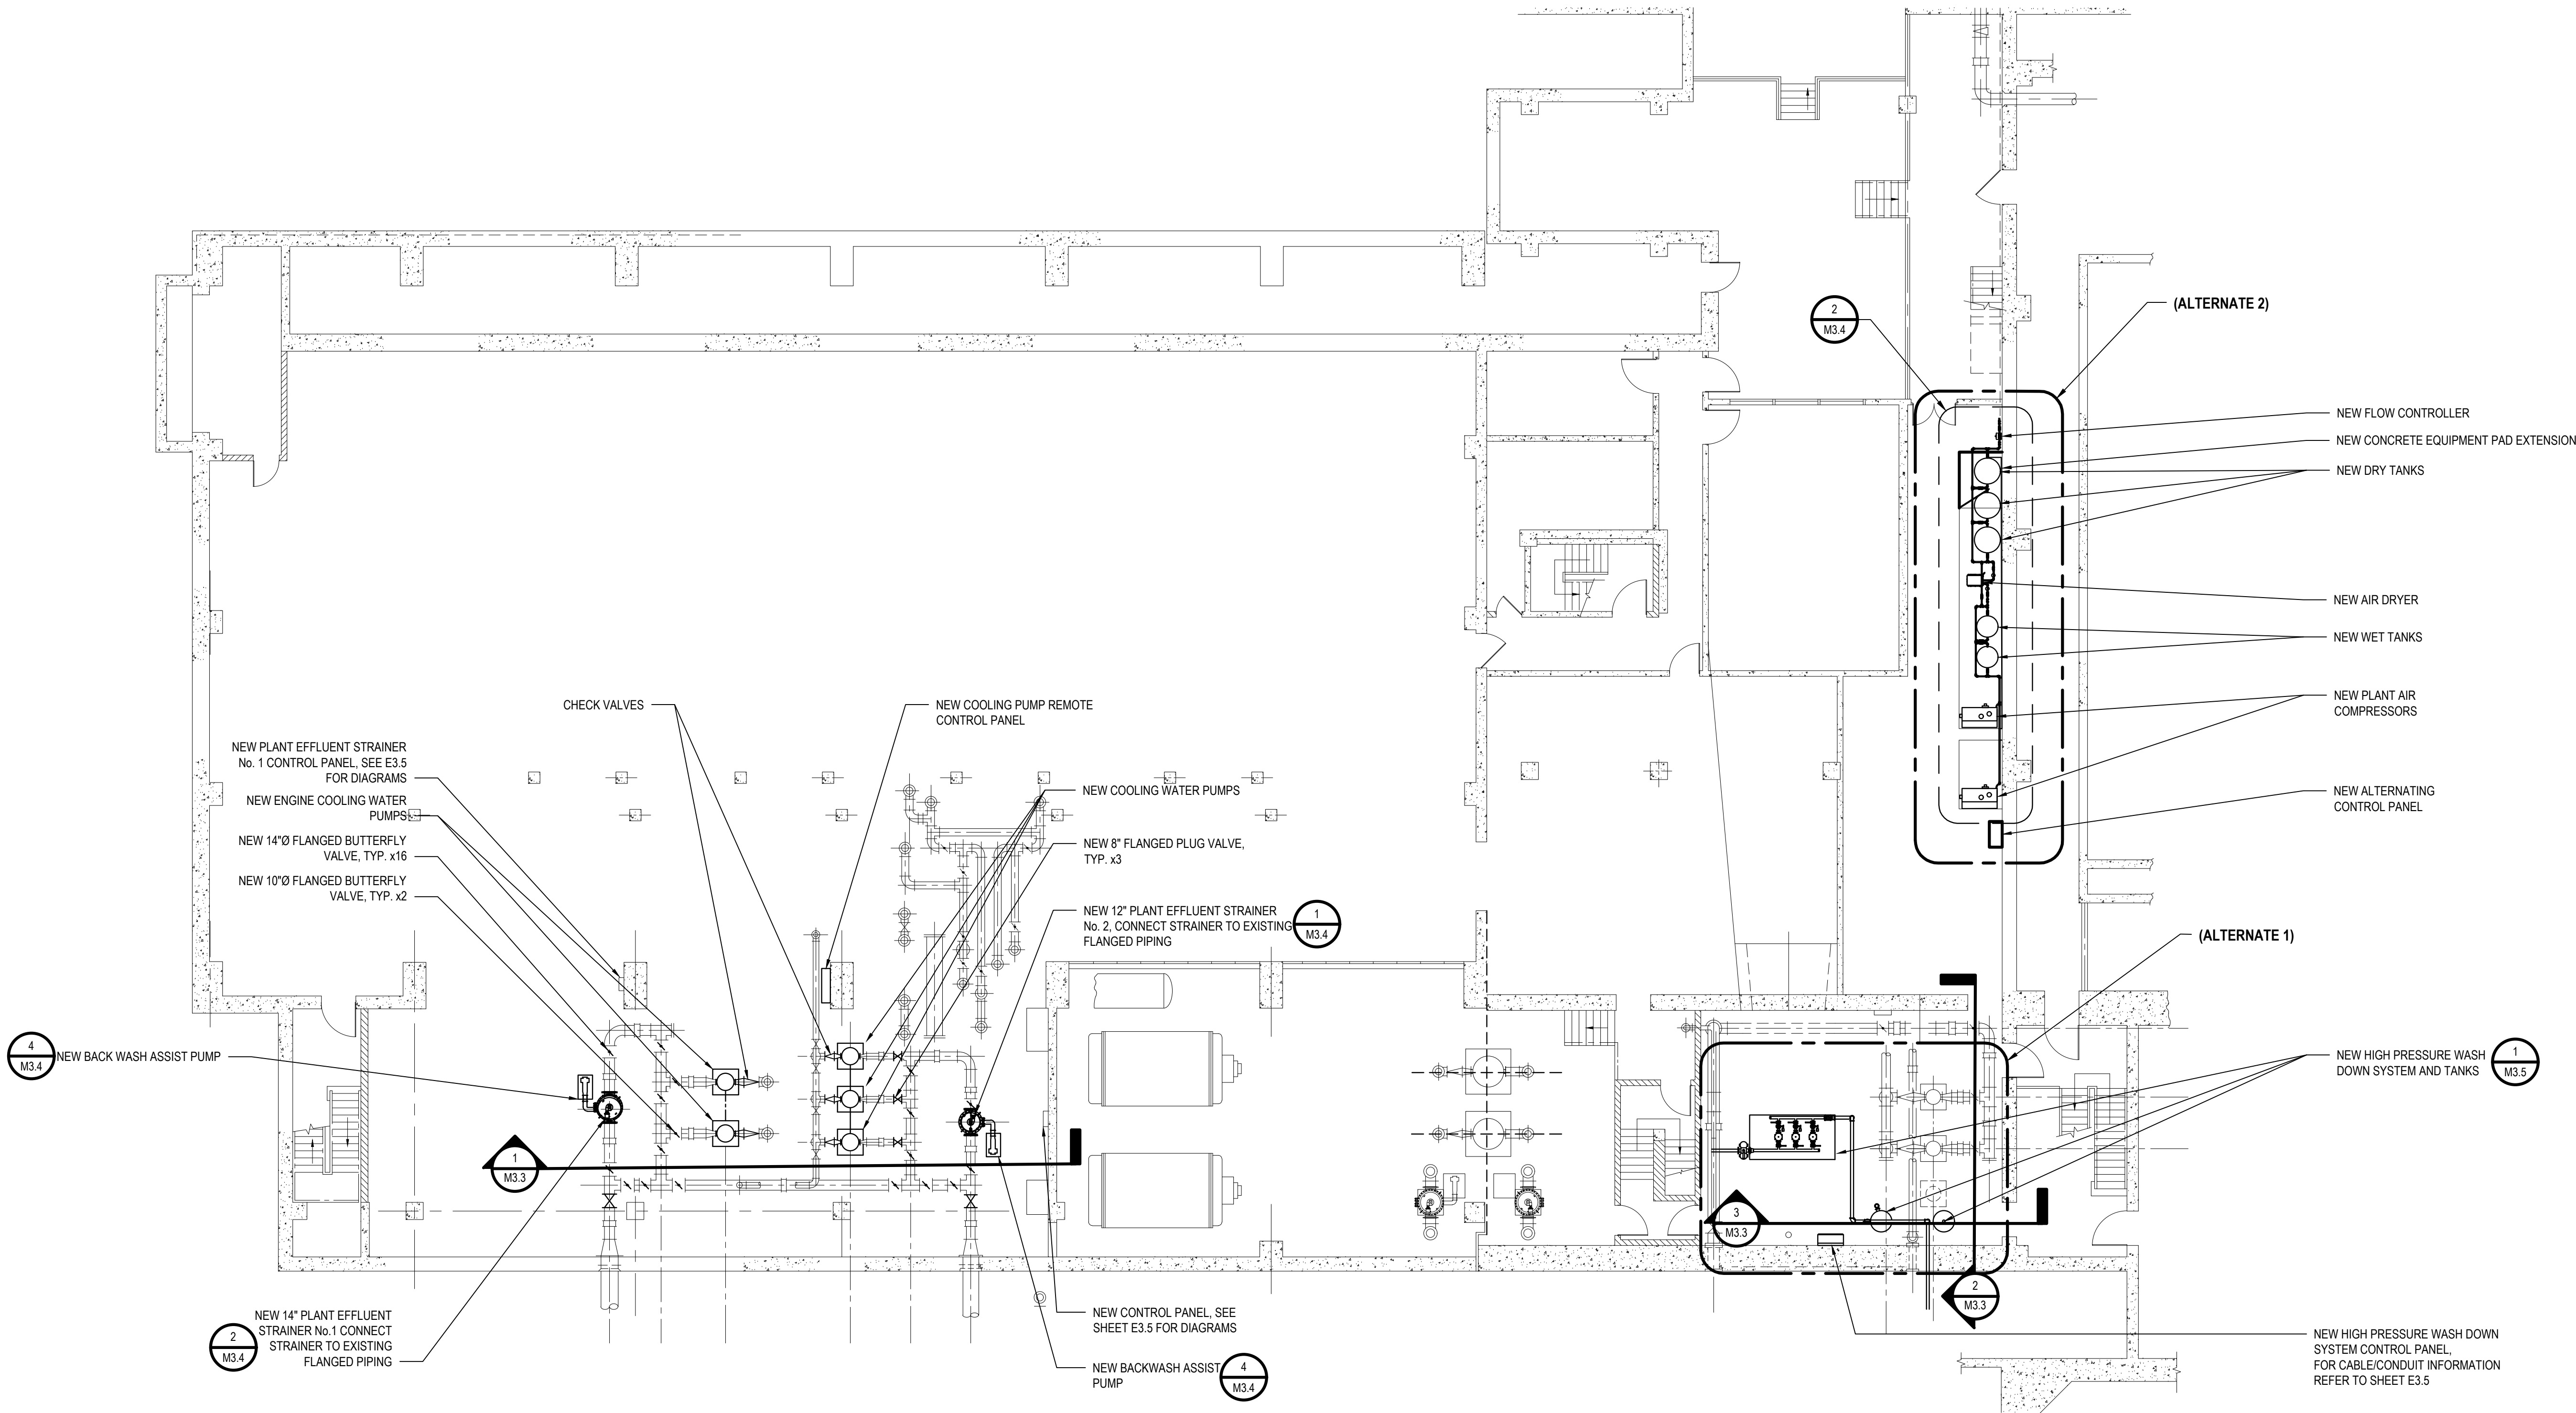 2
M3.4
(ALTERNATE 2)
NEW FLOW CONTROLLER
NEW CONCRETE EQUIPMENT PAD EXTENSION
NEW DRY TANKS
NEW AIR DRYER
NEW WET TANKS
NEW PLANT AIR
COMPRESSORS
NEW ALTERNATING
CONTROL PANEL
CHECK VALVES
NEW COOLING PUMP REMOTE
CONTROL PANEL
NEW PLANT EFFLUENT STRAINER
No. 1 CONTROL PANEL, SEE E3.5
FOR DIAGRAMS
NEW ENGINE COOLING WATER
PUMPS
NEW 14"Ø FLANGED BUTTERFLY
VALVE, TYP. x16
NEW 10"Ø FLANGED BUTTERFLY
VALVE, TYP. x2
NEW COOLING WATER PUMPS
NEW 8" FLANGED PLUG VALVE,
TYP. x3
NEW 12" PLANT EFFLUENT STRAINER
No. 2, CONNECT STRAINER TO EXISTING
FLANGED PIPING
1
M3.4
(ALTERNATE 1)
4
M3.4
NEW BACK WASH ASSIST PUMP
NEW HIGH PRESSURE WASH
DOWN SYSTEM AND TANKS
1
M3.5
1
M3.3
3
M3.3
2
M3.3
NEW 14" PLANT EFFLUENT
STRAINER No.1 CONNECT
STRAINER TO EXISTING
FLANGED PIPING
2
M3.4
NEW CONTROL PANEL, SEE
SHEET E3.5 FOR DIAGRAMS
NEW BACKWASH ASSIST
PUMP
4
M3.4
NEW HIGH PRESSURE WASH DOWN
SYSTEM CONTROL PANEL,
FOR CABLE/CONDUIT INFORMATION
REFER TO SHEET E3.5